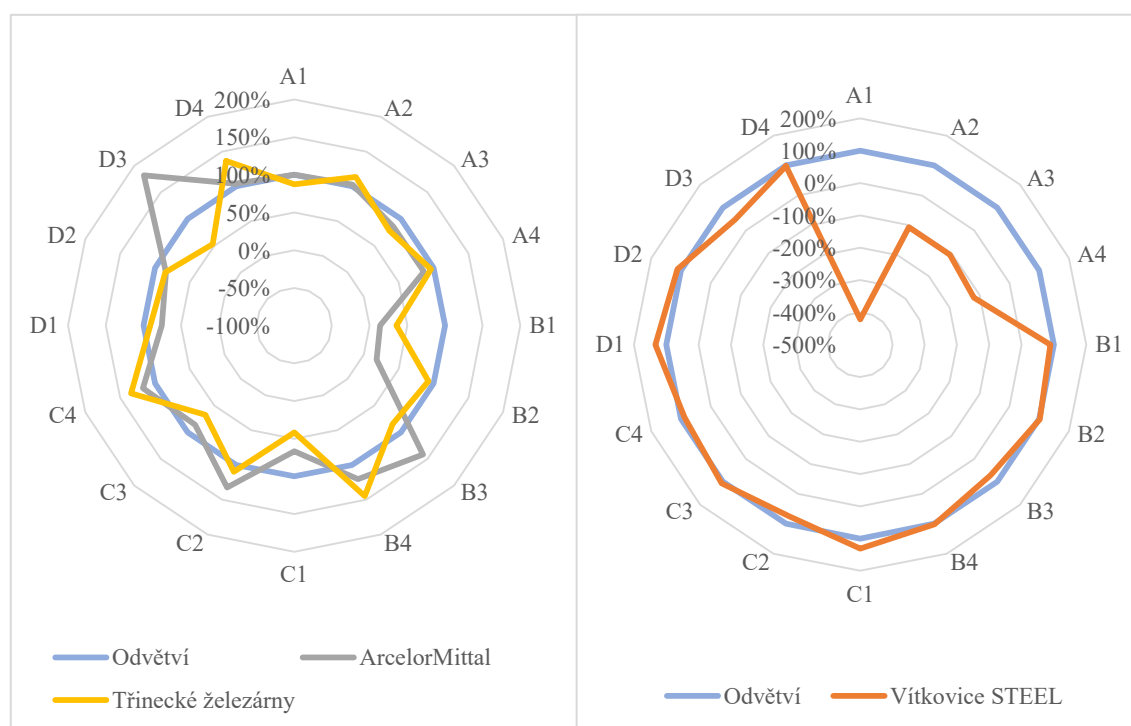 A1
A2
A3
A4
B1
B2
B3
B4
C1
C2
C3
C4
D1
D2
D3
D4
200%
150%
100%
50%
0%
-50%
-100%
Odvětví
ArcelorMittal
Třinecké železárny
A1
A2
A3
A4
B1
B2
B3
B4
C1
C2
C3
C4
D1
D2
D3
D4
200%
100%
0%
-100%
-200%
-300%
-400%
-500%
Odvětví
Vítkovice STEEL